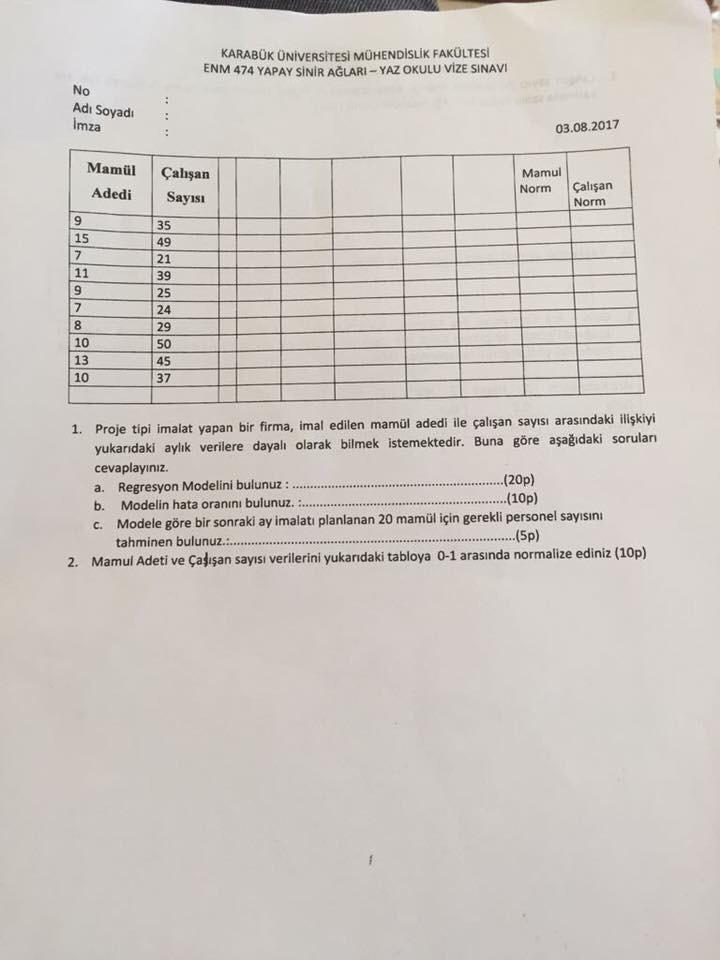 KARABÜK ÜNİVERSİTESİ MÜHENDİSLİK FAKÜLTESİ
ENM 474 YAPAY SİNİR AĞLARI – YAZ OKULU VİZE SINAVI
No :
Adı Soyadı :
İmza :
03.08.2017
Mamül Adedi Çalışan Sayısı Mamul Norm Çalışan Norm
9 35
15 49
7 21
11 39
9 25
7 24
8 29
10 50
13 45
10 37
1. Proje tipi imalat yapan bir firma, imal edilen mamül adedi ile çalışan sayısı arasındaki ilişkiyi
yukarıdaki aylık verilere dayalı olarak bilmek istemektedir. Buna göre aşağıdaki soruları
cevaplayınız.
a. Regresyon Modelini bulunuz : ......................................................(20p)
b. Modelin hata oranını bulunuz. :.....................................................(10p)
c. Modele göre bir sonraki ay imalatı planlanan 20 mamül için gerekli personel sayısını
tahminen bulunuz.:........................................................................(5p)
2. Mamul Adeti ve Çaşışan sayısı verilerini yukarıdaki tabloya 0-1 arasında normalize ediniz (10p)
1